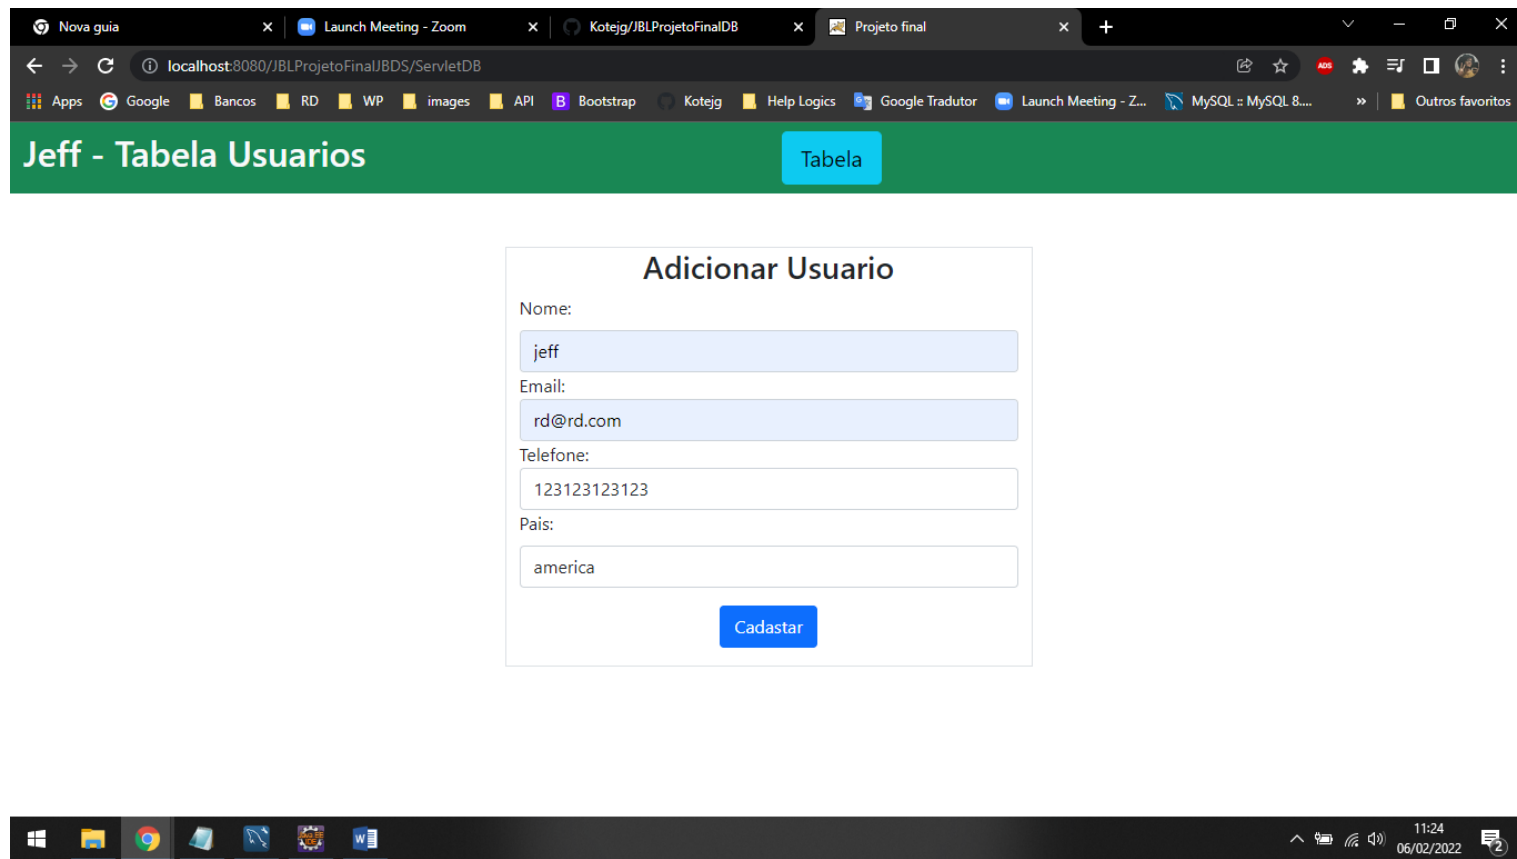 Nova guia
Launch Meeting - Zoom
Kotejg/JBLProjetoFinalDB
Projeto final
localhost:8080/JBLProjetoFinalJBDS/ServletDB
ADS
Apps
Google
Bancos
RD
WP
images
API
B Bootstrap
Kotejg
Help Logics
Google Tradutor
Launch Meeting - Z...
MySQL :: MySQL 8....
»
Outros favoritos
Jeff - Tabela Usuarios
Tabela
Adicionar Usuario
Nome:
jeff
Email:
rd@rd.com
Telefone:
123123123123
Pais:
america
Cadastar
11:24
06/02/2022
2